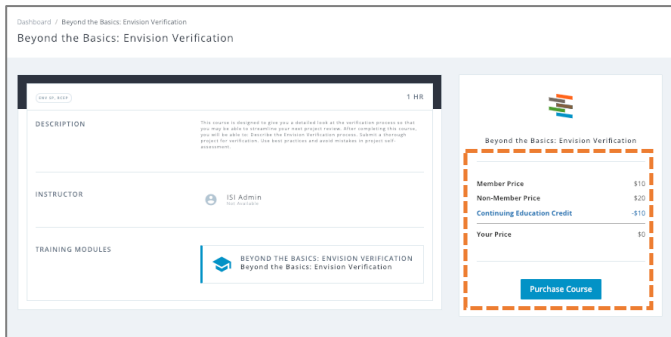 Dashboard / Beyond the Basics: Envision Verification
Beyond the Basics: Envision Verification
1 HR
DESCRIPTION
This course is designed to give you a detailed look at the verification process so that
you may be able to streamline your next project review. After completing this course,
you will be able to: Describe the Envision Verification process. Submit a thorough
project for verification. Use best practices and avoid mistakes in project self-
assessment.
INSTRUCTOR
ISI Admin
Not Available
TRAINING MODULES
BEYOND THE BASICS: ENVISION VERIFICATION
Beyond the Basics: Envision Verification
Beyond the Basics: Envision Verification
Member Price $10
Non-Member Price $20
Continuing Education Credit -$10
Your Price $0
Purchase Course